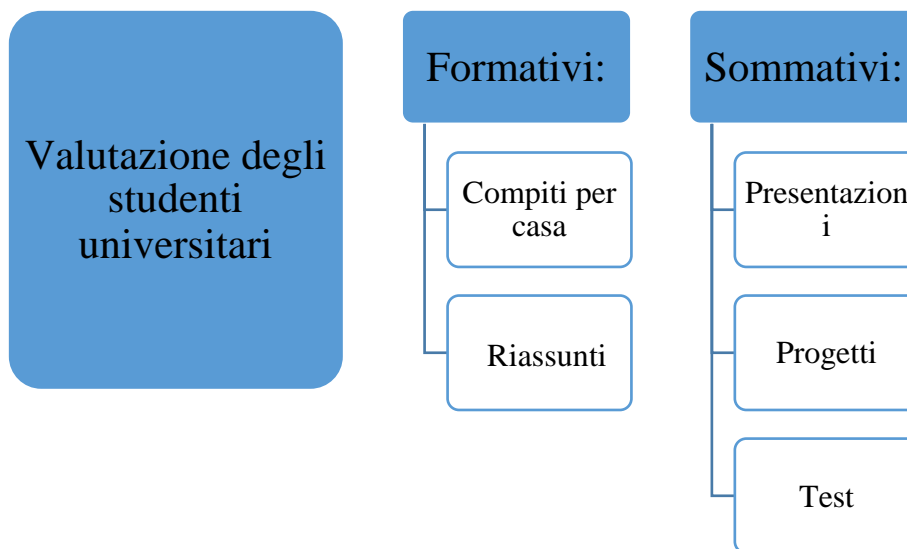 Valutazione degli
studenti
universitari
Formativi:
Compiti per
casa
Riassunti
Sommativi:
Presentazion
i
Progetti
Test